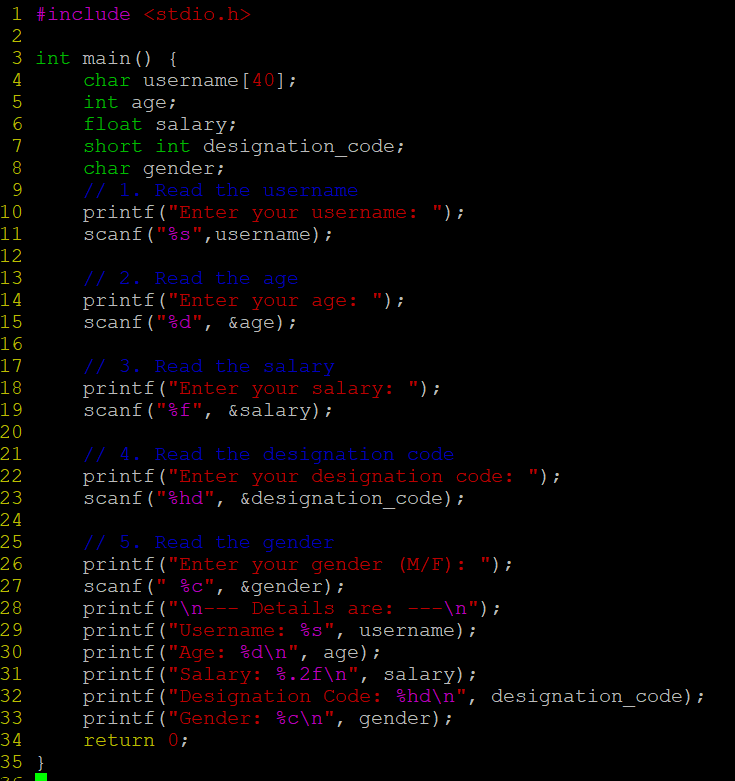 1 #include <stdio.h>
2
3 int main() {
4     char username[40];
5     int age;
6     float salary;
7     short int designation_code;
8     char gender;
9     // 1. Read the username
10     printf("Enter your username: ");
11     scanf("%s",username);
12
13     // 2. Read the age
14     printf("Enter your age: ");
15     scanf("%d", &age);
16
17     // 3. Read the salary
18     printf("Enter your salary: ");
19     scanf("%f", &salary);
20
21     // 4. Read the designation code
22     printf("Enter your designation code: ");
23     scanf("%hd", &designation_code);
24
25     // 5. Read the gender
26     printf("Enter your gender (M/F): ");
27     scanf(" %c", &gender);
28     printf("\n--- Details are: ---\n");
29     printf("Username: %s", username);
30     printf("Age: %d\n", age);
31     printf("Salary: %.2f\n", salary);
32     printf("Designation Code: %hd\n", designation_code);
33     printf("Gender: %c\n", gender);
34     return 0;
35 }